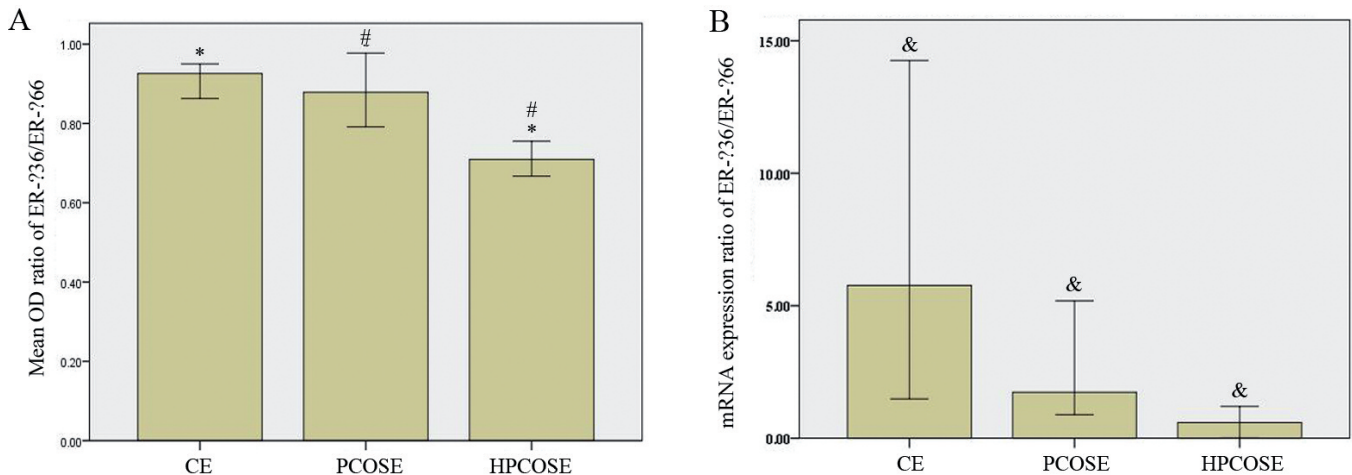 A
Mean OD ratio of ER-?36/ER-?66
1.00
0.80
0.60
0.40
0.20
0.00
*
#
#
*
CE PCOSE HPCOSE
B
mRNA expression ratio of ER-?36/ER-?66
15.00
10.00
5.00
0.00
&
&
&
CE PCOSE HPCOSE